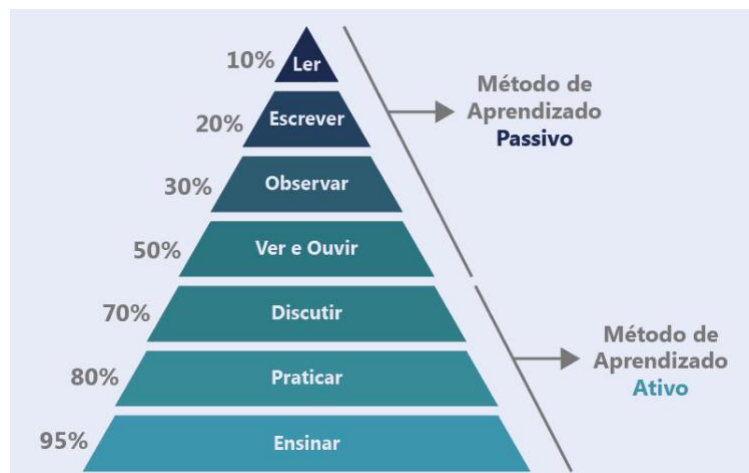 10% Ler
20% Escrever
30% Observar
50% Ver e Ouvir
70% Discutir
80% Praticar
95% Ensinar
Método de
Aprendizado
Passivo
Método de
Aprendizado
Ativo